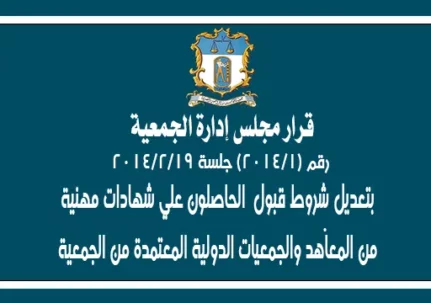 قرار مجلس إدارة الجمعية
رقم (٢٠١٤/١) جلسة ٢٠١٤/٢/١٩
بتعديل شروط قبول الحاصلون علي شهادات مهنية
من المعاهد والجمعيات الدولية المعتمدة من الجمعية